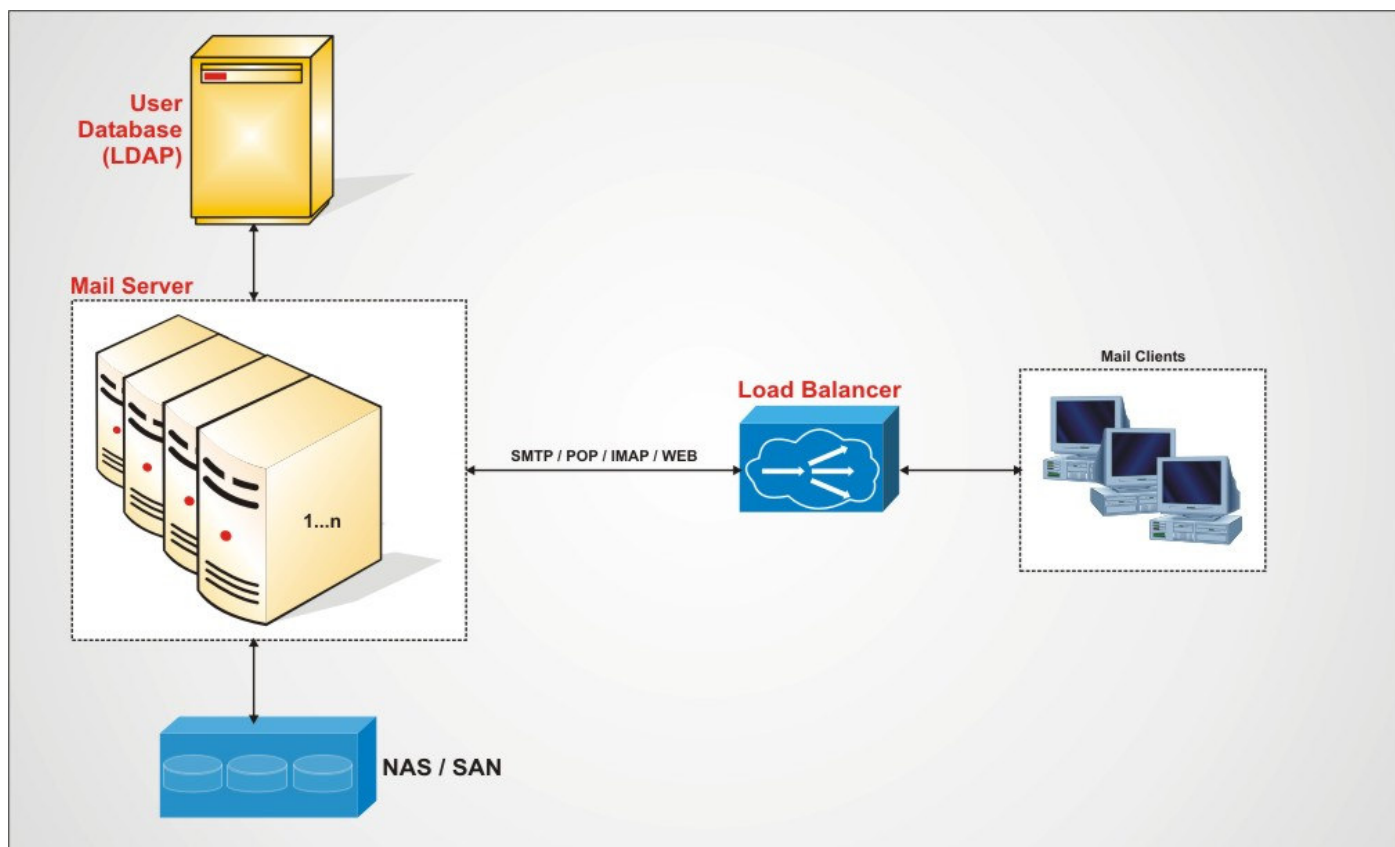 User
Database
(LDAP)
Mail Server
1...n
SMTP / POP / IMAP / WEB
Load Balancer
Mail Clients
NAS / SAN